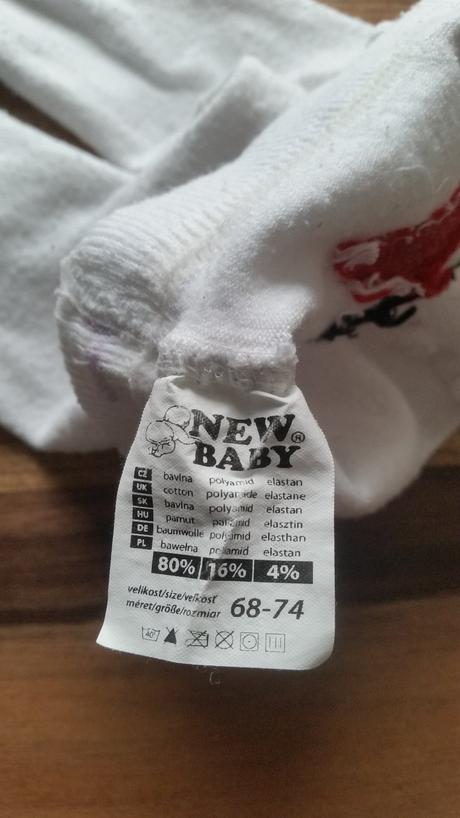 NEW ®
BABY
CZ bavlna polyamid elastan
UK cotton polyamide elastane
SK bavlna polyamid elastan
HU pamut poliamid elasztin
DE baumwolle polyamid elasthan
PL bawełna poliamid elastan
80% 16% 4%
velikost/size/veľkosť
méret/größe/rozmiar 68-74
40°